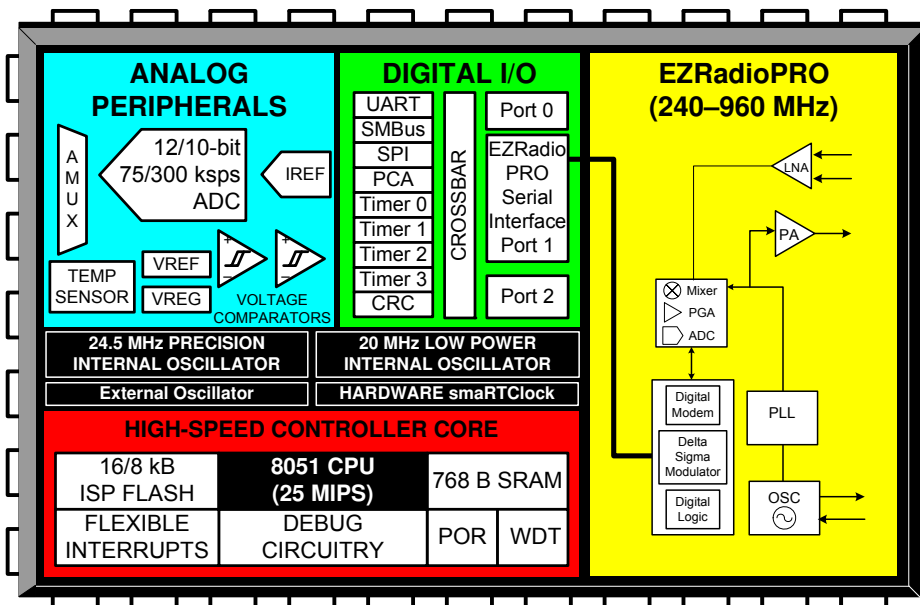 ANALOG
PERIPHERALS
A
M
U
X
12/10-bit
75/300 ksps
ADC
IREF
TEMP
SENSOR
VREF
VREG
+
−
+
−
VOLTAGE
COMPARATORS
DIGITAL I/O
UART
SMBus
SPI
PCA
Timer 0
Timer 1
Timer 2
Timer 3
CRC
CROSSBAR
Port 0
EZRadio
PRO
Serial
Interface
Port 1
Port 2
24.5 MHz PRECISION
INTERNAL OSCILLATOR
20 MHz LOW POWER
INTERNAL OSCILLATOR
External Oscillator
HARDWARE smaRTClock
HIGH-SPEED CONTROLLER CORE
16/8 kB
ISP FLASH
8051 CPU
(25 MIPS)
768 B SRAM
FLEXIBLE
INTERRUPTS
DEBUG
CIRCUITRY
POR
WDT
EZRadioPRO
(240–960 MHz)
LNA
PA
Mixer
PGA
ADC
Digital
Modem
Delta
Sigma
Modulator
Digital
Logic
PLL
OSC